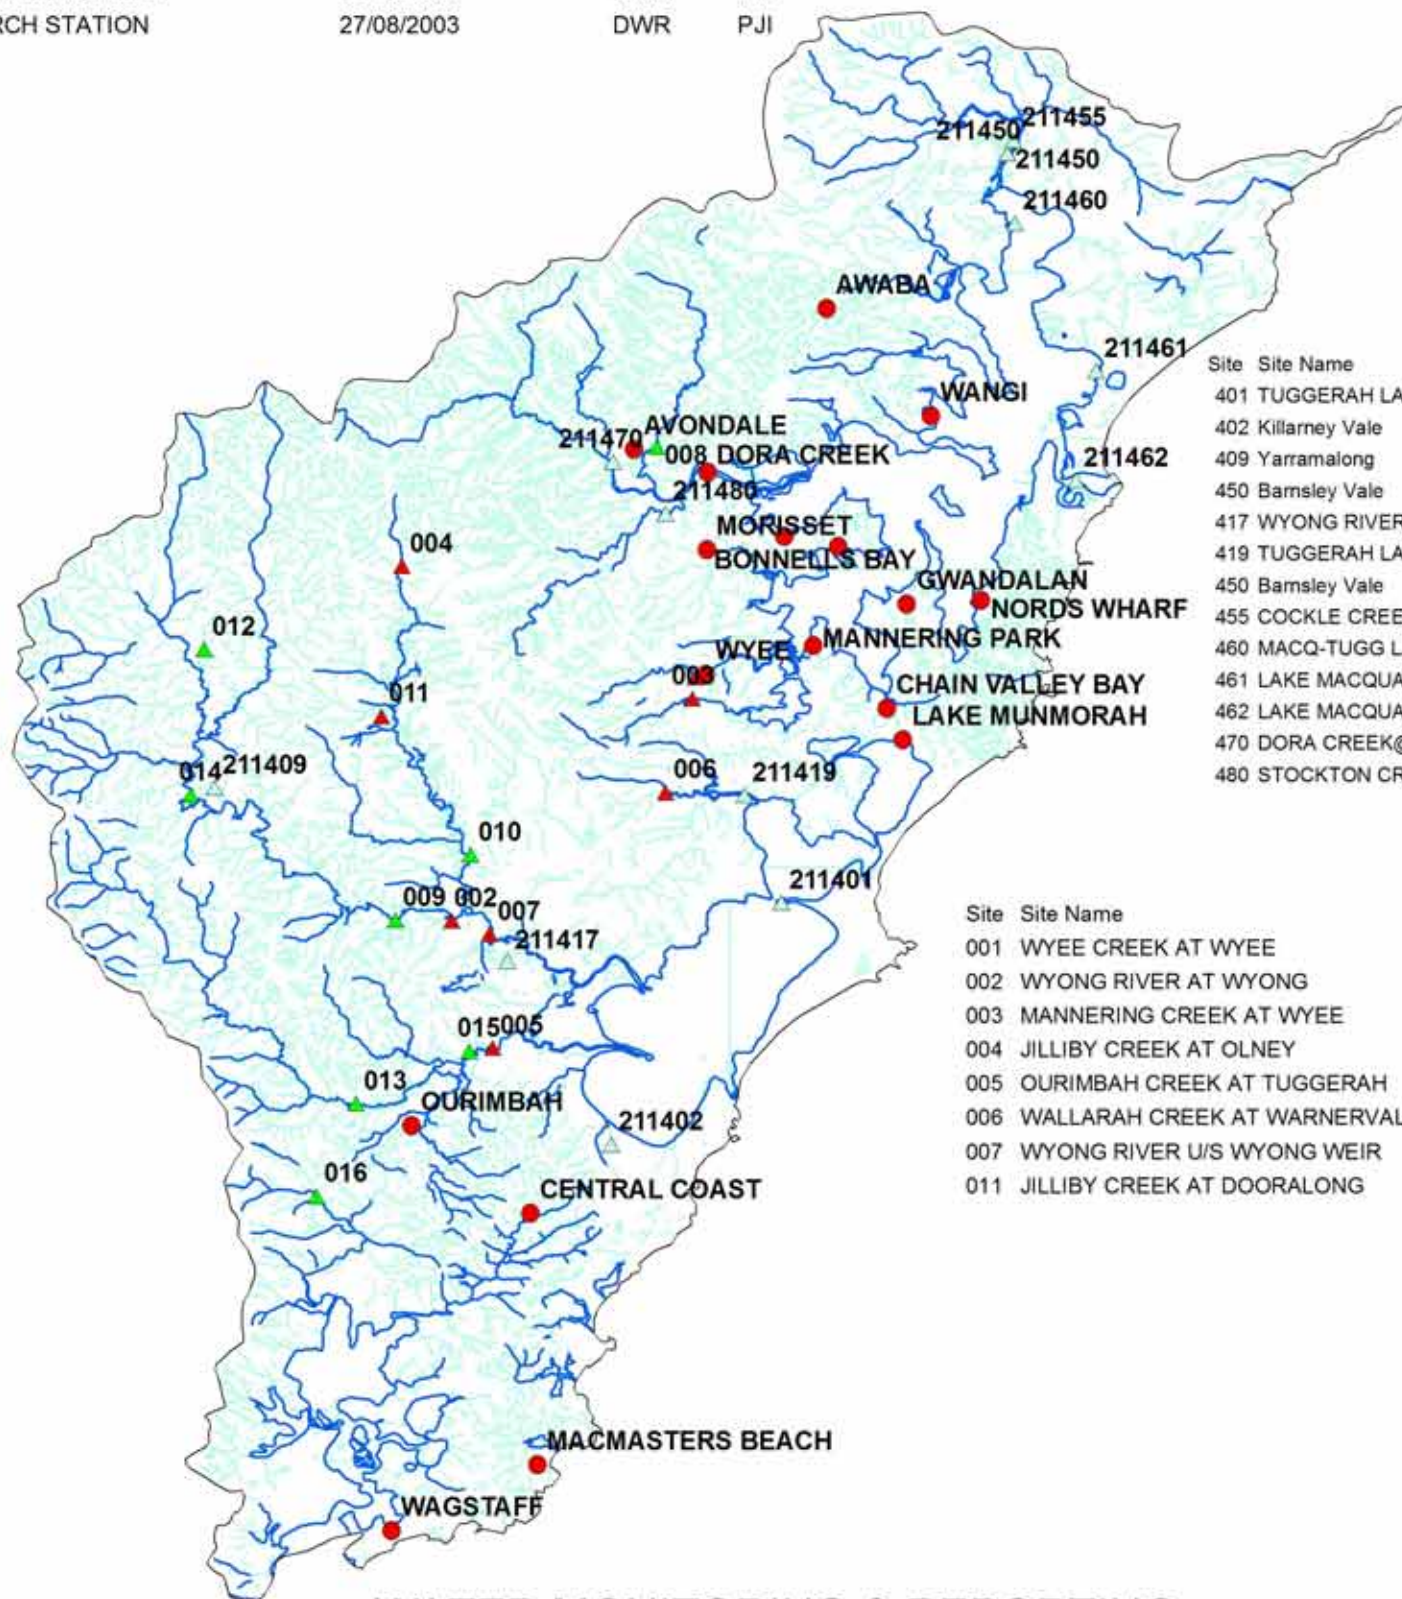 RCH STATION 27/08/2003 DWR PJI
211455
211450
211450
211460
AWABA
211461
WANGI
AVONDALE
211470
008 DORA CREEK
211462
211480
MORISSET
004
BONNELLS BAY
GWANDALAN
NORDS WHARF
012
WYEE
MANNERING PARK
003
CHAIN VALLEY BAY
011
LAKE MUNMORAH
014
211409
006
211419
010
211401
009 002
007
211417
015 005
013
OURIMBAH
211402
016
CENTRAL COAST
MACMASTERS BEACH
WAGSTAFF
Site Site Name
401 TUGGERAH LA
402 Killarney Vale
409 Yarramalong
450 Barnsley Vale
417 WYONG RIVER
419 TUGGERAH LA
450 Barnsley Vale
455 COCKLE CREE
460 MACQ-TUGG L
461 LAKE MACQUA
462 LAKE MACQUA
470 DORA CREEK@
480 STOCKTON CR
Site Site Name
001 WYEE CREEK AT WYEE
002 WYONG RIVER AT WYONG
003 MANNERING CREEK AT WYEE
004 JILLIBY CREEK AT OLNEY
005 OURIMBAH CREEK AT TUGGERAH
006 WALLARAH CREEK AT WARNERVAL
007 WYONG RIVER U/S WYONG WEIR
011 JILLIBY CREEK AT DOORALONG